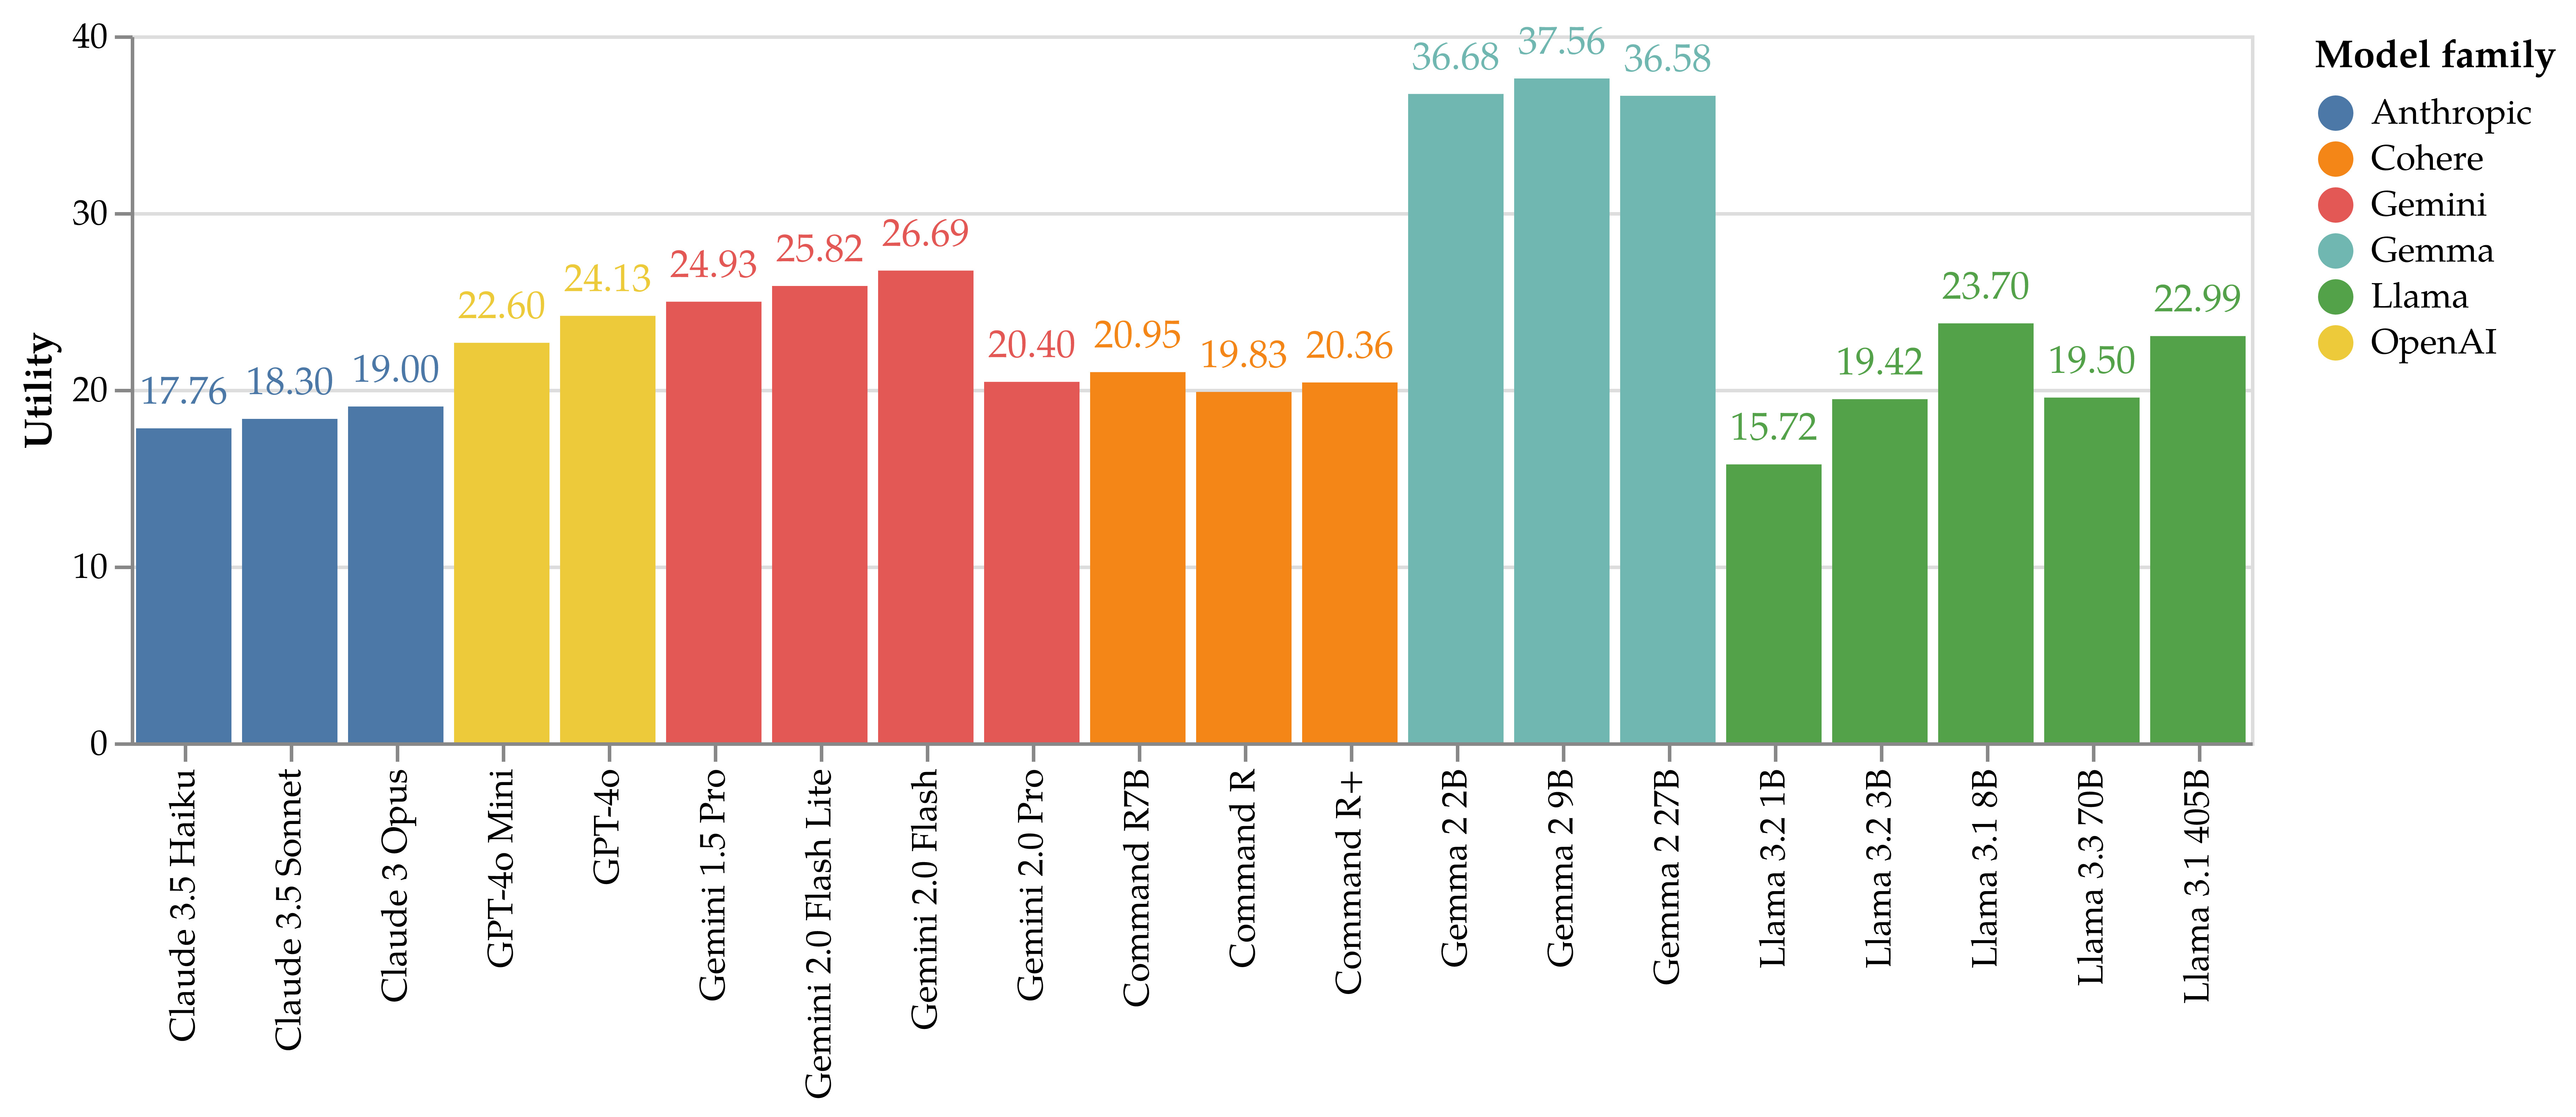 Utility
40
30
20
10
0
17.76
18.30
19.00
22.60
24.13
24.93
25.82
26.69
20.40
20.95
19.83
20.36
36.68
37.56
36.58
15.72
19.42
23.70
19.50
22.99
Claude 3.5 Haiku
Claude 3.5 Sonnet
Claude 3 Opus
GPT-4o Mini
GPT-4o
Gemini 1.5 Pro
Gemini 2.0 Flash Lite
Gemini 2.0 Flash
Gemini 2.0 Pro
Command R7B
Command R
Command R+
Gemma 2 2B
Gemma 2 9B
Gemma 2 27B
Llama 3.2 1B
Llama 3.2 3B
Llama 3.1 8B
Llama 3.3 70B
Llama 3.1 405B
Model family
Anthropic
Cohere
Gemini
Gemma
Llama
OpenAI